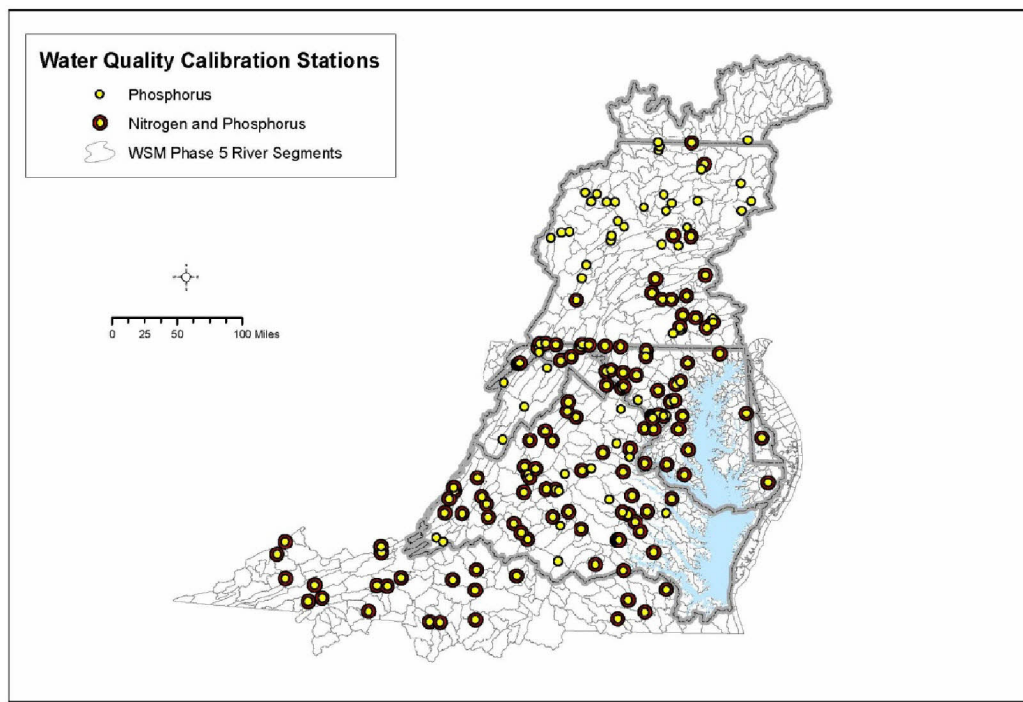 Water Quality Calibration Stations
Phosphorus
Nitrogen and Phosphorus
WSM Phase 5 River Segments
0 25 50 100 Miles